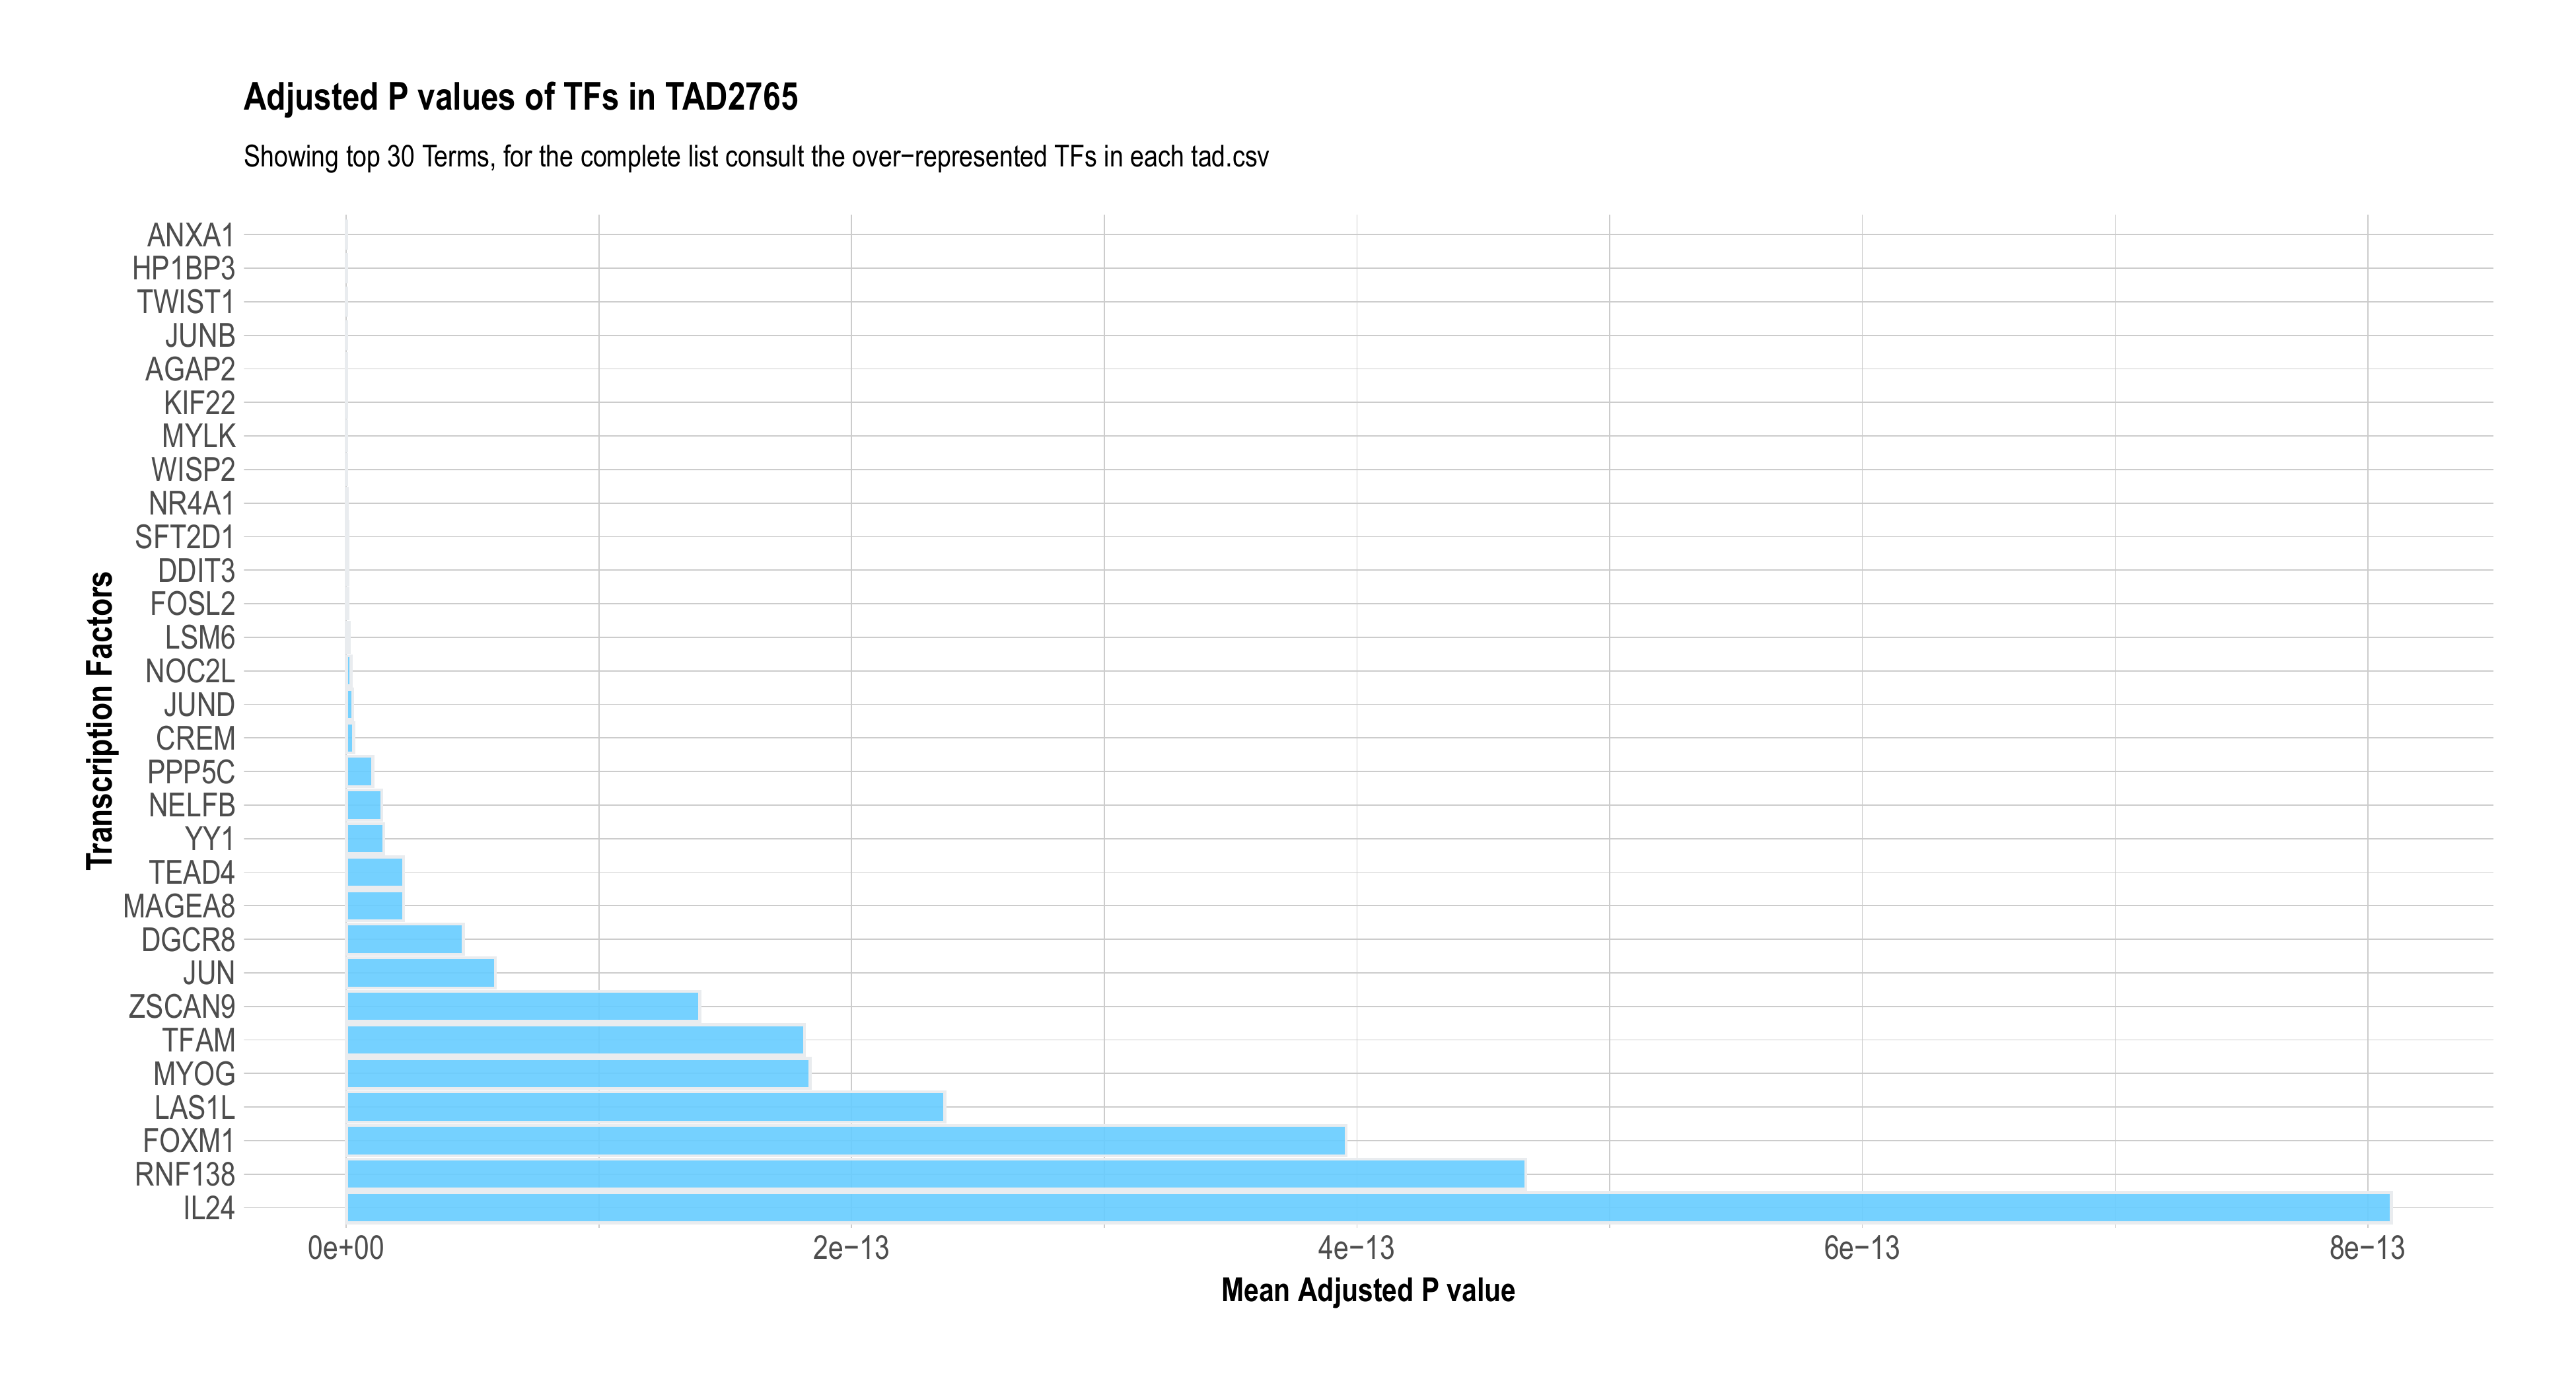 Adjusted P values of TFs in TAD2765
Showing top 30 Terms, for the complete list consult the over−represented TFs in each tad.csv
Transcription Factors
ANXA1
HP1BP3
TWIST1
JUNB
AGAP2
KIF22
MYLK
WISP2
NR4A1
SFT2D1
DDIT3
FOSL2
LSM6
NOC2L
JUND
CREM
PPP5C
NELFB
YY1
TEAD4
MAGEA8
DGCR8
JUN
ZSCAN9
TFAM
MYOG
LAS1L
FOXM1
RNF138
IL24
0e+00 2e−13 4e−13 6e−13 8e−13
Mean Adjusted P value